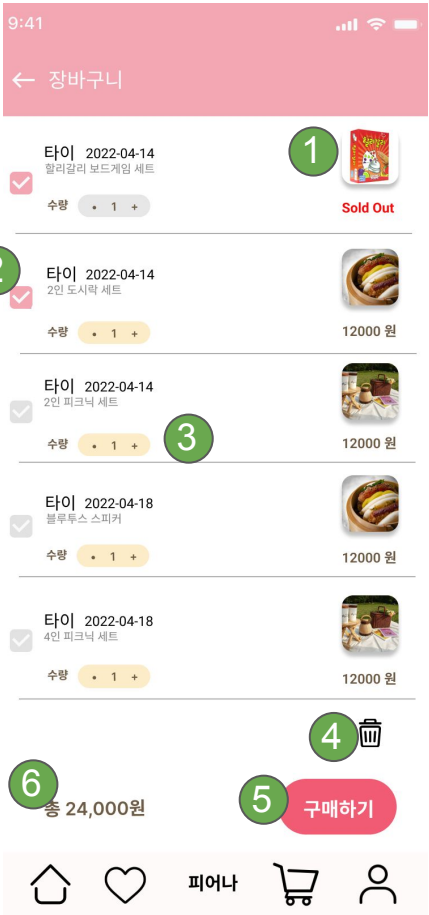 9:41
← 장바구니
1
타이 2022-04-14
할리갈리 보드게임 세트
수량 • 1 +
Sold Out
2
타이 2022-04-14
2인 도시락 세트
수량 • 1 +
12000 원
타이 2022-04-14
2인 피크닉 세트
수량 • 1 +
3
12000 원
타이 2022-04-18
블루투스 스피커
수량 • 1 +
12000 원
타이 2022-04-18
4인 피크닉 세트
수량 • 1 +
12000 원
4
6
총 24,000원
5
구매하기
피어나